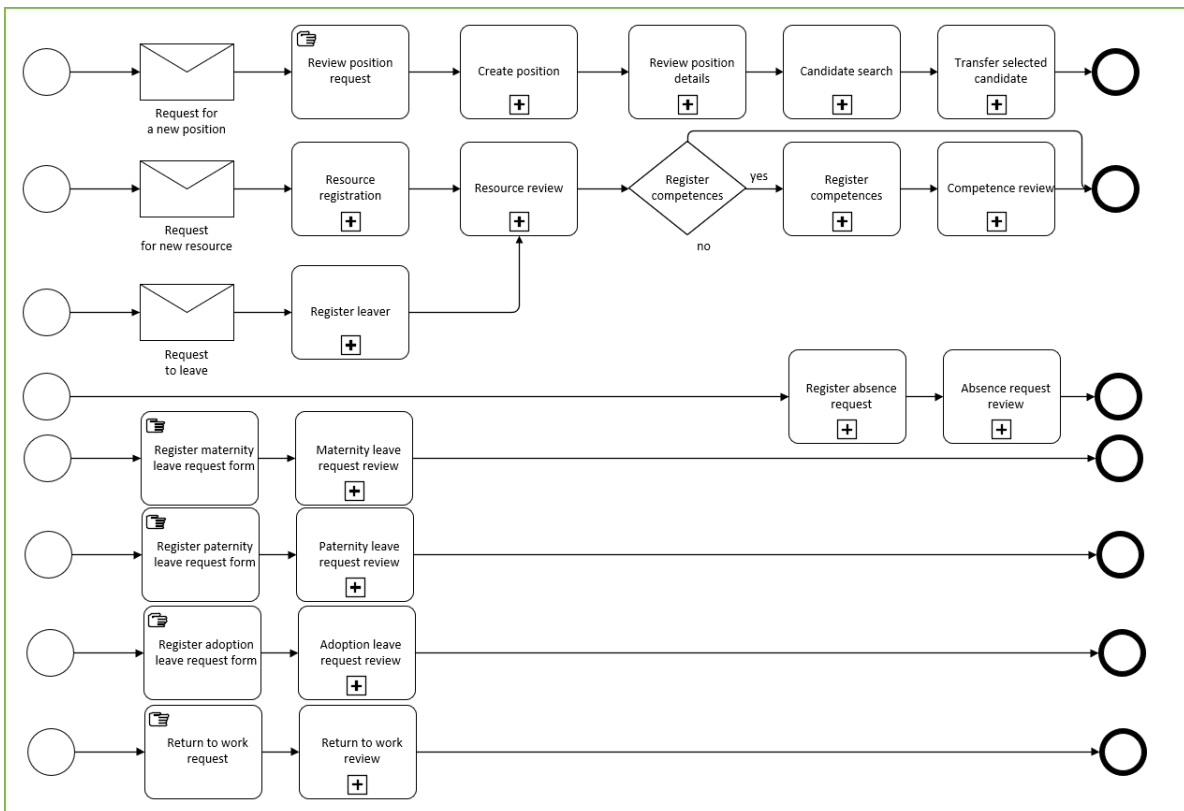 Review position
request
Create position
Review position
details
Candidate search
Transfer selected
candidate
Request for
a new position
Resource
registration
Resource review
Register
competences
yes
Register
competences
Competence review
Request
for new resource
no
Register leaver
Request
to leave
Register absence
request
Absence request
review
Register maternity
leave request form
Maternity leave
request review
Register paternity
leave request form
Paternity leave
request review
Register adoption
leave request form
Adoption leave
request review
Return to work
request
Return to work
review